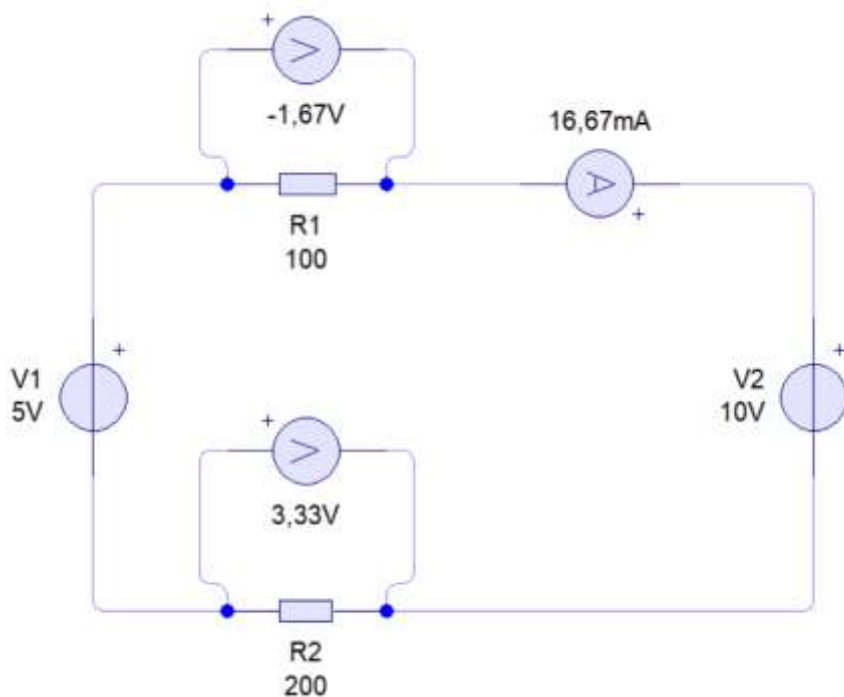 +
V
-1,67V
16,67mA
A
+
R1
100
+
V1
5V
+
V2
10V
+
V
3,33V
R2
200